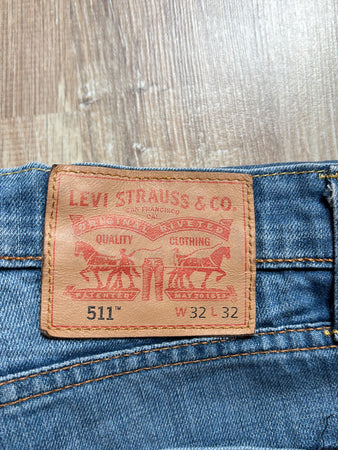 LEVI STRAUSS & CO.
SAN FRANCISCO
CAL.
ORIGINAL RIVETED
QUALITY CLOTHING
PATENTED MAY 20 1873
511™ W 32 L 32